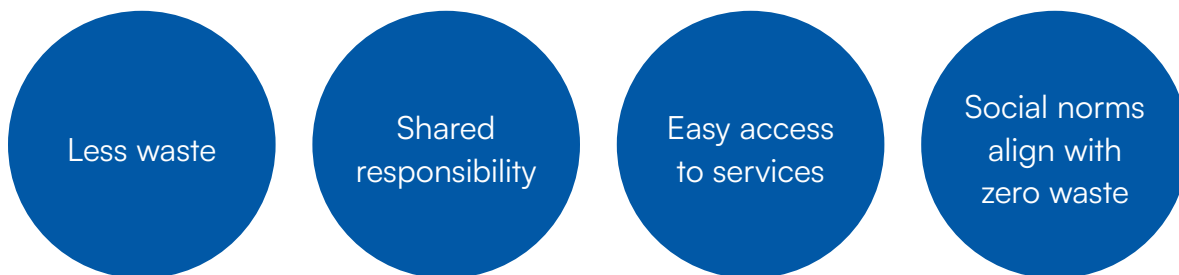 Less waste
Shared
responsibility
Easy access
to services
Social norms
align with
zero waste